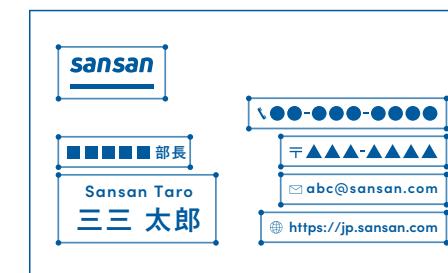 sansan
■■■■■部長
Sansan Taro
三三 太郎
●●-●●●-●●●●
〒▲▲▲-▲▲▲▲
abc@sansan.com
https://jp.sansan.com